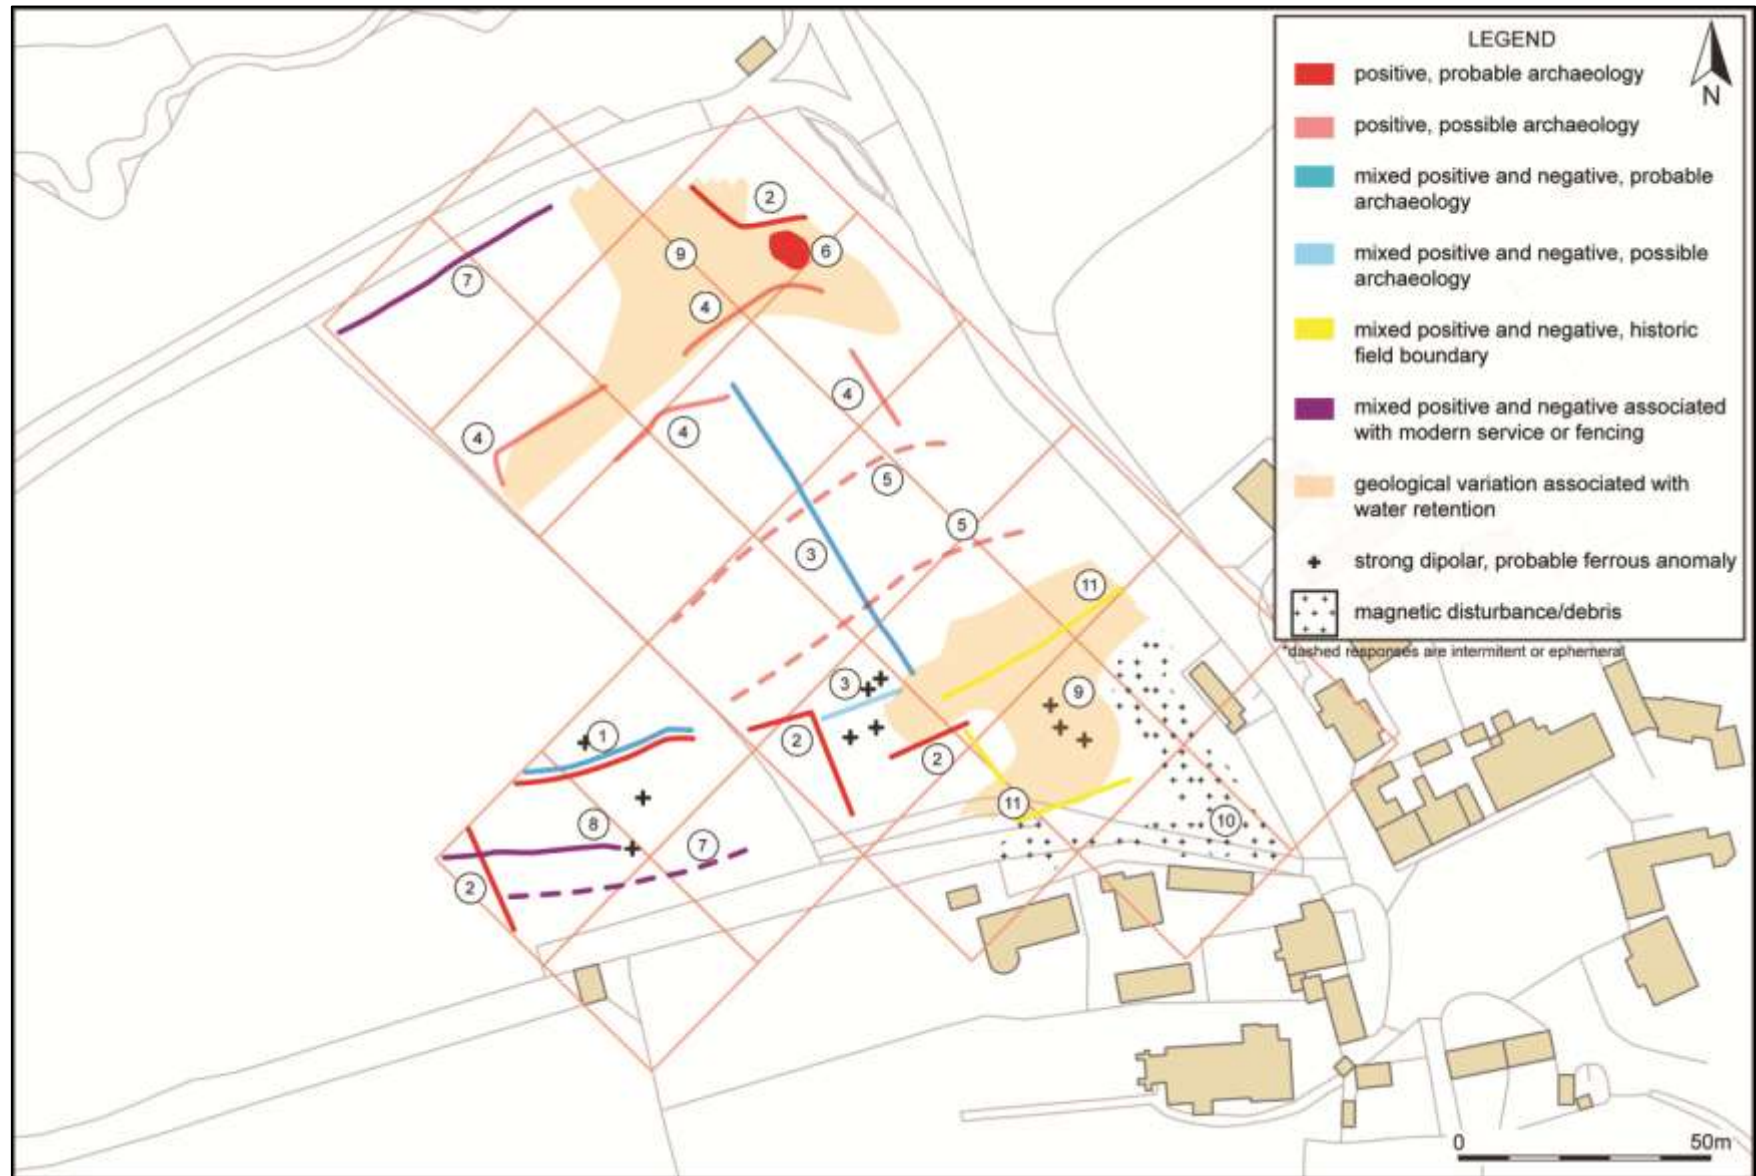 LEGEND
N
positive, probable archaeology
positive, possible archaeology
mixed positive and negative, probable
archaeology
mixed positive and negative, possible
archaeology
mixed positive and negative, historic
field boundary
mixed positive and negative associated
with modern service or fencing
geological variation associated with
water retention
strong dipolar, probable ferrous anomaly
magnetic disturbance/debris
*dashed responses are intermitent or ephemeral
2
6
9
7
4
4
4
4
5
5
3
11
3
9
1
2
2
11
10
8
7
2
0 50m